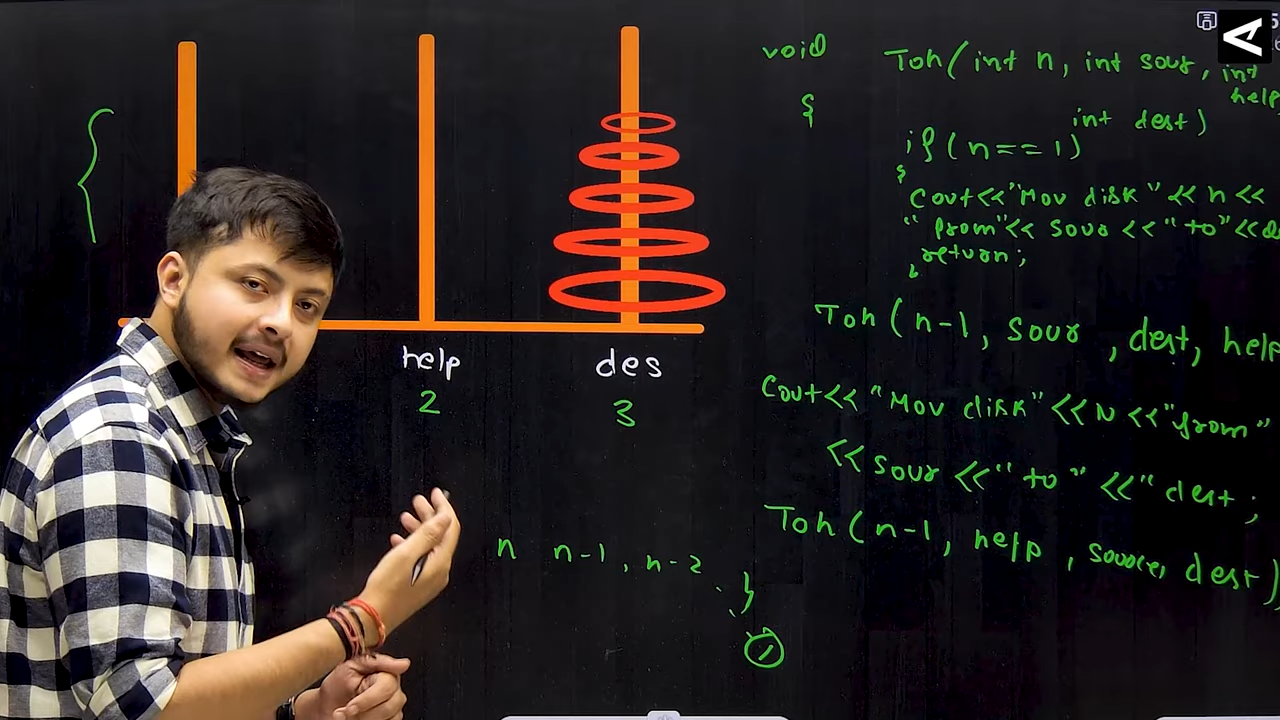 void Toh(int n, int sour, int
help,
int dest)
{
if(n==1)
{
Cout<<"Mov disk"<< n <<
"from"<< sour <<"to"<<de
return;
}
Toh(n-1, sour, dest, help
Cout<< "Mov disk" << N <<"from"
<< sour <<"to" <<" dest;
Toh(n-1, help, source, dest)
}
help
2
des
3
n n-1, n-2 . . .
1